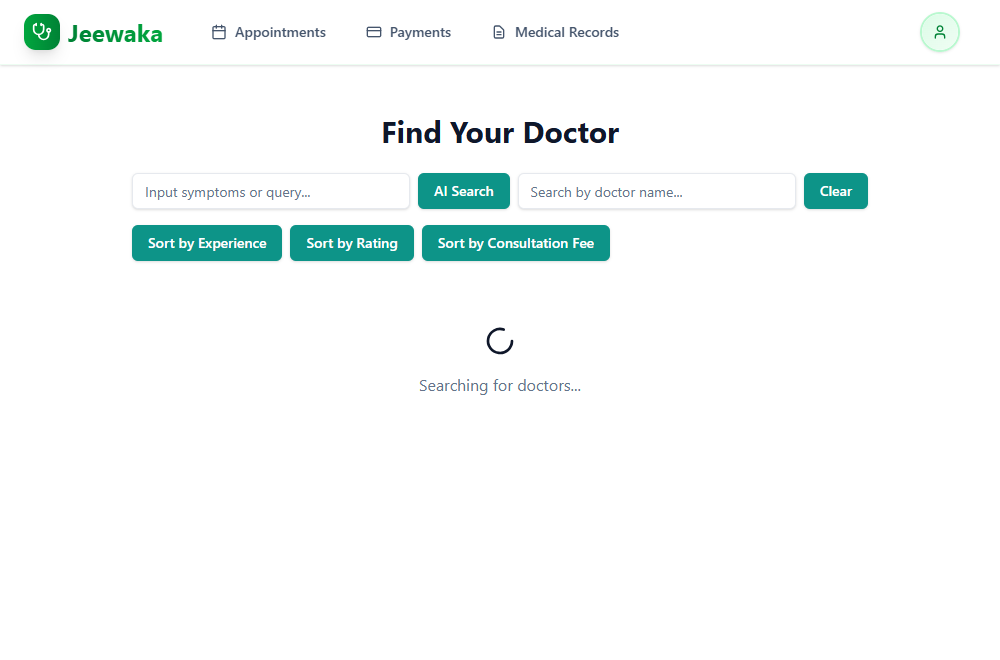 Jeewaka Appointments Payments Medical Records
Find Your Doctor
Input symptoms or query... AI Search Search by doctor name... Clear
Sort by Experience Sort by Rating Sort by Consultation Fee
Searching for doctors...